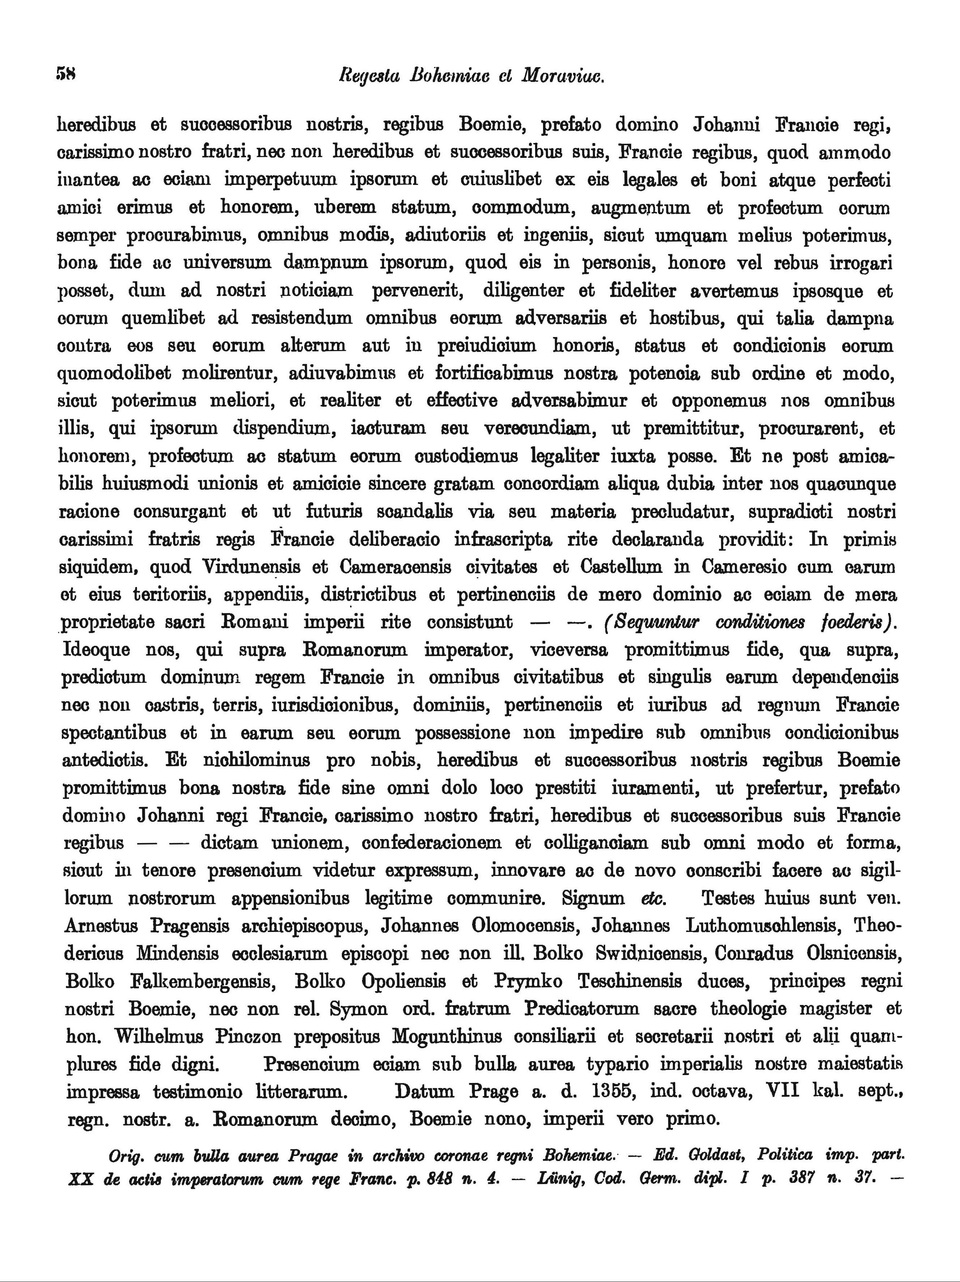 58
Regesta Bohemiae et Moraviae.
heredibus et successoribus nostris, regibus Boemie, prefato domino Johanni Francie regi,
carissimo nostro fratri, nec non heredibus et successoribus suis, Francie regibus, quod ammodo
inantea ac eciam imperpetuum ipsorum et cuiuslibet ex eis legales et boni atque perfecti
amici erimus et honorem, uberem statum, commodum, augmentum et profectum eorum
semper procurabimus, omnibus modis, adiutoriis et ingeniis, sicut umquam melius poterimus,
bona fide ac universum dampnum ipsorum, quod eis in personis, honore vel rebus irrogari
posset, dum ad nostri noticiam pervenerit, diligenter et fideliter avertemus ipsosque et
eorum quemlibet ad resistendum omnibus eorum adversariis et hostibus, qui talia dampna
contra eos seu eorum alterum aut in preiudicium honoris, status et condicionis eorum
quomodolibet molirentur, adiuvabimus et fortificabimus nostra potencia sub ordine et modo,
sicut poterimus meliori, et realiter et effective adversabimur et opponemus nos omnibus
illis, qui ipsorum dispendium, iacturam seu verecundiam, ut premittitur, procurarent, et
honorem, profectum ac statum eorum custodiemus legaliter iuxta posse. Et ne post amica-
bilis huiusmodi unionis et amicicie sincere gratam concordiam aliqua dubia inter nos quacunque
racione consurgant et ut futuris scandalis via seu materia precludatur, supradicti nostri
carissimi fratris regis Francie deliberacio infrascripta rite declaranda providit: In primis
siquidem, quod Virdunensis et Cameracensis civitates et Castellum in Cameresio cum earum
et eius teritoriis, appendiis, districtibus et pertinenciis de mero dominio ac eciam de mera
proprietate sacri Romani imperii rite consistunt — —. (Sequuntur conditiones foederis).
Ideoque nos, qui supra Romanorum imperator, viceversa promittimus fide, qua supra,
predictum dominum regem Francie in omnibus civitatibus et singulis earum dependenciis
nec non castris, terris, iurisdicionibus, dominiis, pertinenciis et iuribus ad regnum Francie
spectantibus et in earum seu eorum possessione non impedire sub omnibus condicionibus
antedictis. Et nichilominus pro nobis, heredibus et successoribus nostris regibus Boemie
promittimus bona nostra fide sine omni dolo loco prestiti iuramenti, ut prefertur, prefato
domino Johanni regi Francie, carissimo nostro fratri, heredibus et successoribus suis Francie
regibus — — dictam unionem, confederacionem et colliganciam sub omni modo et forma,
sicut in tenore presencium videtur expressum, innovare ac de novo conscribi facere ac sigil-
lorum nostrorum appensionibus legitime communire. Signum etc. Testes huius sunt ven.
Arnestus Pragensis archiepiscopus, Johannes Olomocensis, Johannes Luthomuschlensis, Theo-
dericus Mindensis ecclesiarum episcopi nec non ill. Bolko Swidnicensis, Conradus Olsnicensis,
Bolko Falkembergensis, Bolko Opoliensis et Prymko Teschinensis duces, principes regni
nostri Boemie, nec non rel. Symon ord. fratrum Predicatorum sacre theologie magister et
hon. Wilhelmus Pinczon prepositus Mogunthinus consiliarii et secretarii nostri et alii quam-
plures fide digni. Presencium eciam sub bulla aurea typario imperialis nostre maiestatis
impressa testimonio litterarum. Datum Prage a. d. 1355, ind. octava, VII kal. sept.,
regn. nostr. a. Romanorum decimo, Boemie nono, imperii vero primo.
Orig. cum bulla aurea Pragae in archivo coronae regni Bohemiae. — Ed. Goldast, Politica imp. part.
XX de actis imperatorum cum rege Franc. p. 848 n. 4. — Lünig, Cod. Germ. dipl. I p. 387 n. 37. —